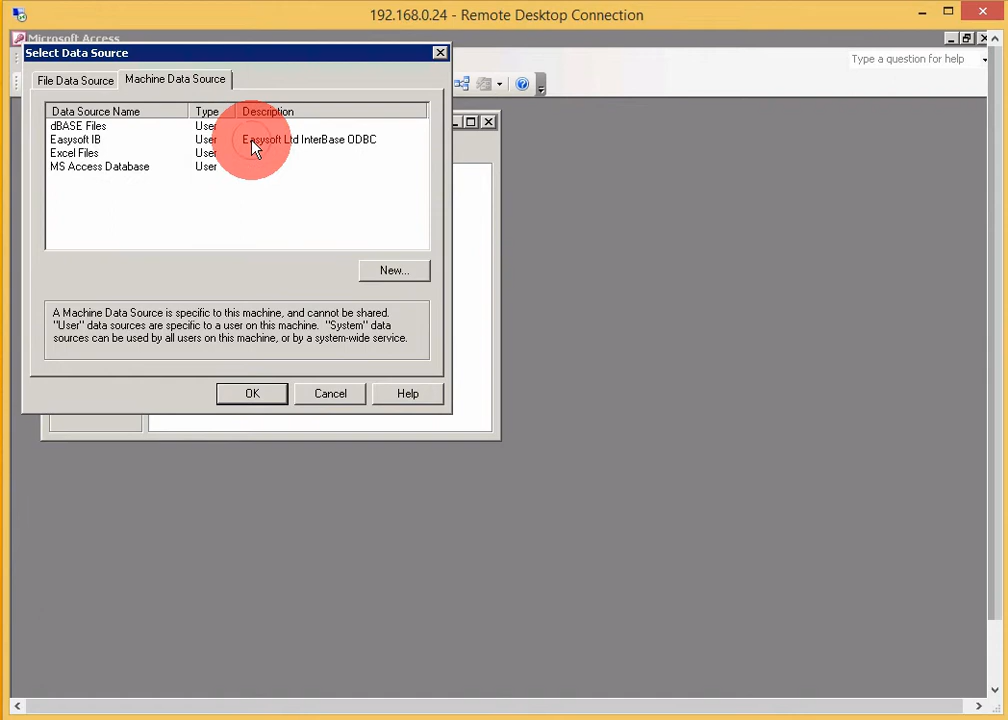 192.168.0.24 - Remote Desktop Connection
Microsoft Access
Select Data Source
Type a question for help
File Data Source
Machine Data Source
Data Source Name Type Description
dBASE Files User
Easysoft IB User Easysoft Ltd InterBase ODBC
Excel Files User
MS Access Database User
New...
A Machine Data Source is specific to this machine, and cannot be shared.
"User" data sources are specific to a user on this machine. "System" data
sources can be used by all users on this machine, or by a system-wide service.
OK Cancel Help